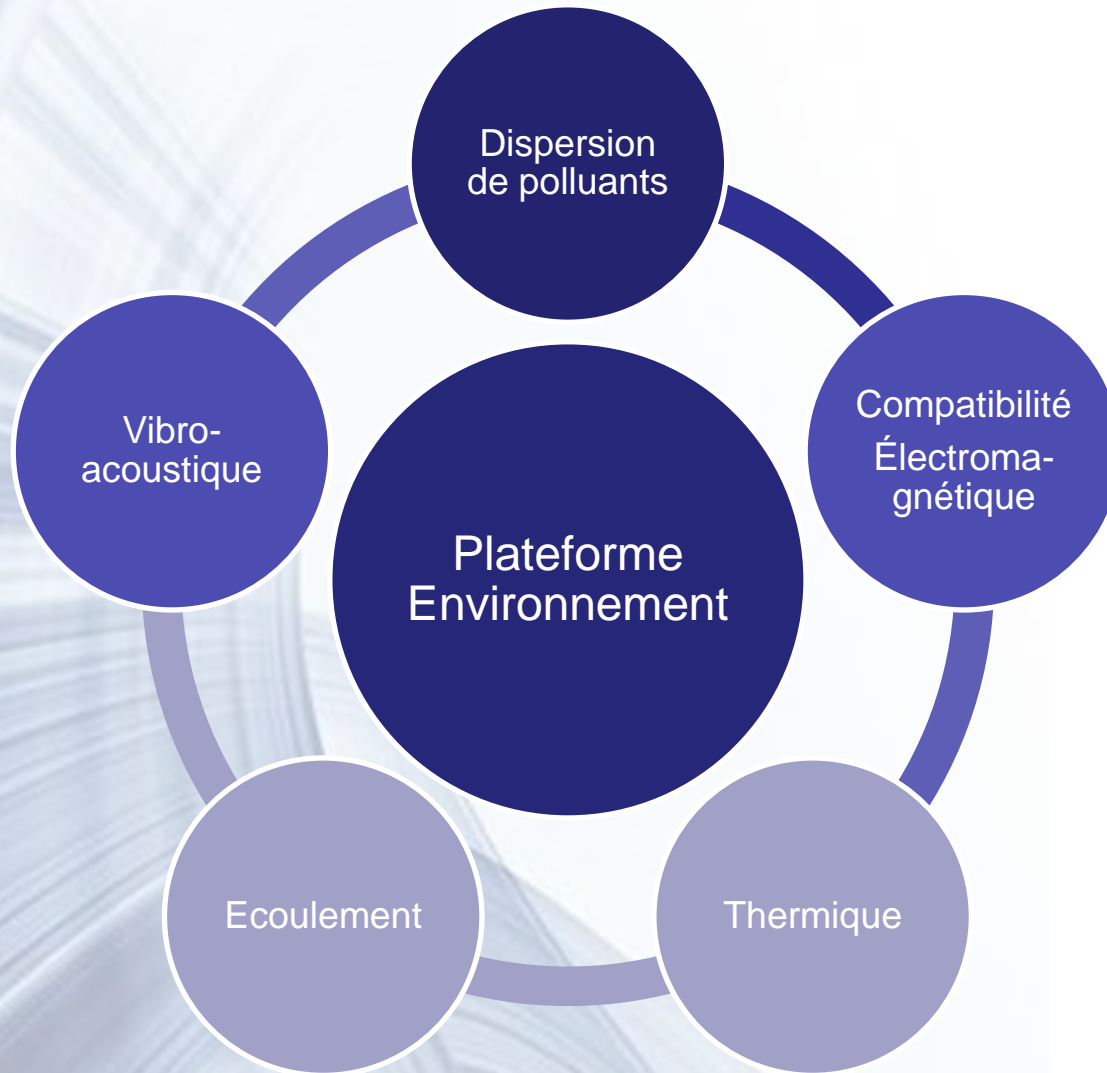 Dispersion
de polluants
Compatibilité
Électroma-
gnétique
Vibro-
acoustique
Plateforme
Environnement
Ecoulement
Thermique